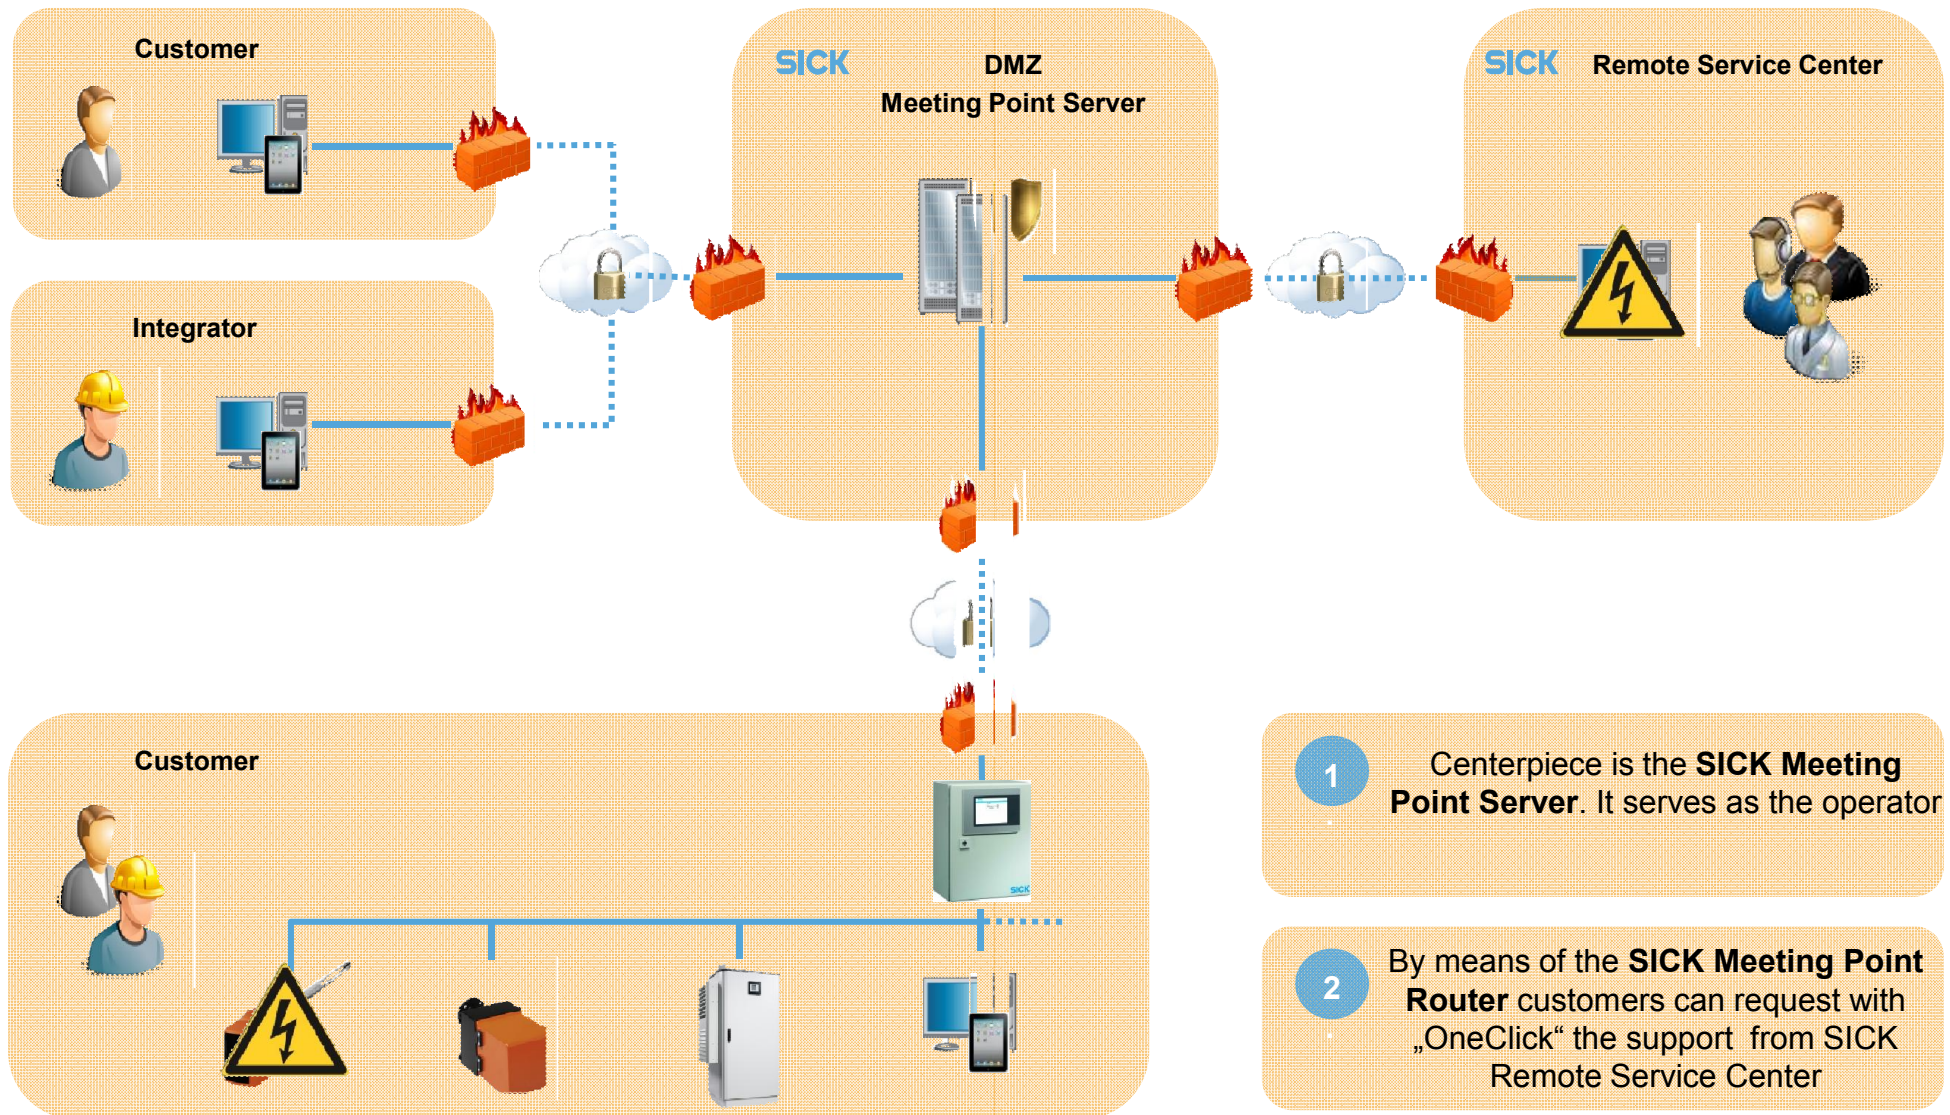 Customer
SICK
DMZ
Meeting Point Server
SICK
Remote Service Center
Integrator
Customer
SICK
1
Centerpiece is the SICK Meeting
Point Server. It serves as the operator
2
By means of the SICK Meeting Point
Router customers can request with
„OneClick“ the support from SICK
Remote Service Center